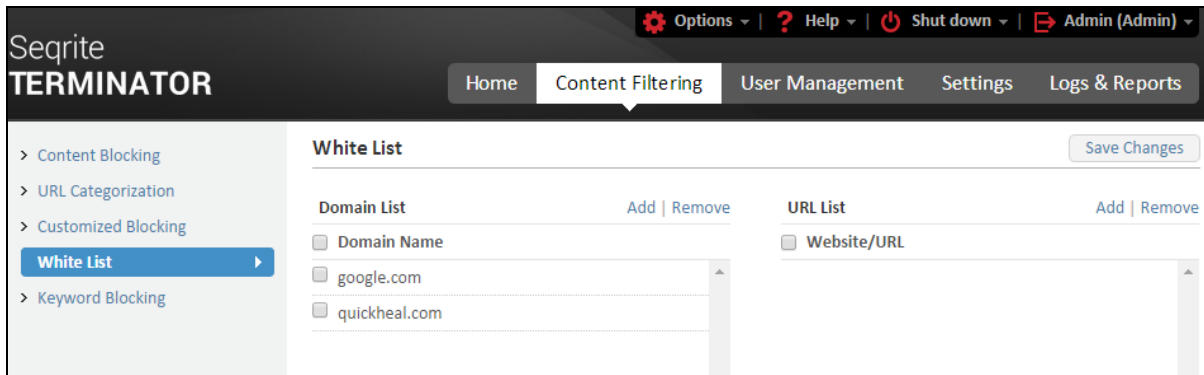 Options | ? Help | Shut down | Admin (Admin)
Seqrite
TERMINATOR
Home Content Filtering User Management Settings Logs & Reports
> Content Blocking
> URL Categorization
> Customized Blocking
White List
> Keyword Blocking
White List Save Changes
Domain List Add | Remove
Domain Name
google.com
quickheal.com
URL List Add | Remove
Website/URL